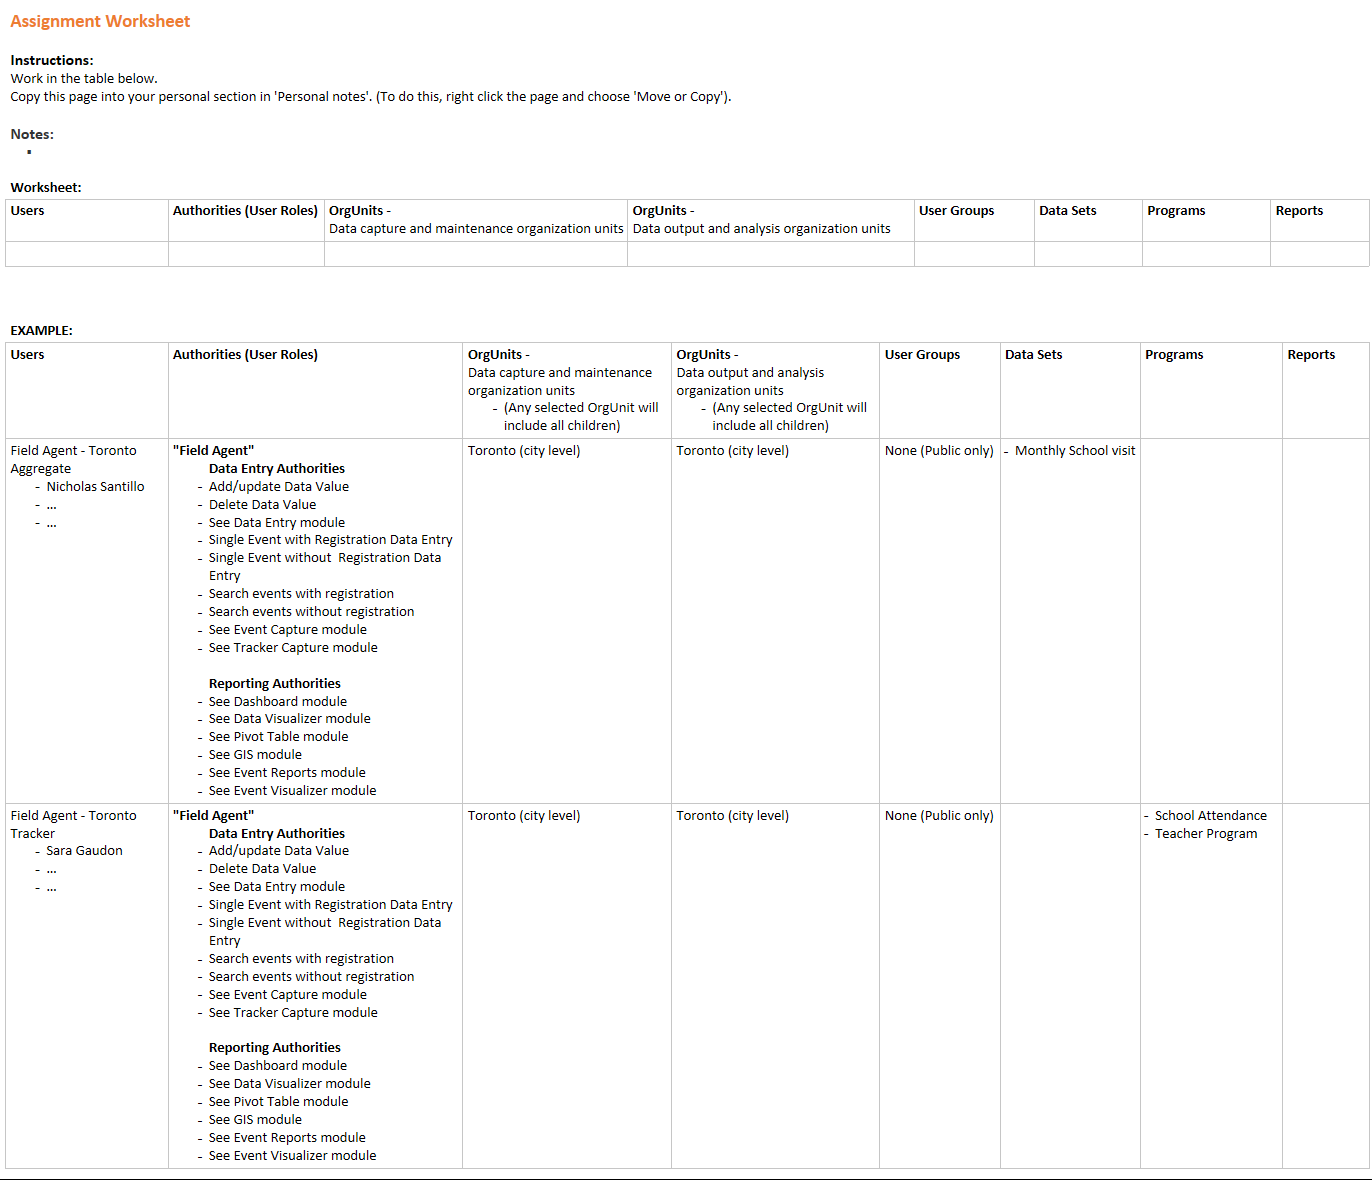 Assignment Worksheet
Instructions:
Work in the table below.
Copy this page into your personal section in 'Personal notes'. (To do this, right click the page and choose 'Move or Copy').
Notes:
▪
Worksheet:
Users
Authorities (User Roles)
OrgUnits -
Data capture and maintenance organization units
OrgUnits -
Data output and analysis organization units
User Groups
Data Sets
Programs
Reports
EXAMPLE:
Users
Authorities (User Roles)
OrgUnits -
Data capture and maintenance
organization units
- (Any selected OrgUnit will
include all children)
OrgUnits -
Data output and analysis
organization units
- (Any selected OrgUnit will
include all children)
User Groups
Data Sets
Programs
Reports
Field Agent - Toronto
Aggregate
- Nicholas Santillo
- ...
- ...
"Field Agent"
Data Entry Authorities
- Add/update Data Value
- Delete Data Value
- See Data Entry module
- Single Event with Registration Data Entry
- Single Event without  Registration Data
Entry
- Search events with registration
- Search events without registration
- See Event Capture module
- See Tracker Capture module
Reporting Authorities
- See Dashboard module
- See Data Visualizer module
- See Pivot Table module
- See GIS module
- See Event Reports module
- See Event Visualizer module
Toronto (city level)
Toronto (city level)
None (Public only)
- Monthly School visit
Field Agent - Toronto
Tracker
- Sara Gaudon
- ...
- ...
"Field Agent"
Data Entry Authorities
- Add/update Data Value
- Delete Data Value
- See Data Entry module
- Single Event with Registration Data Entry
- Single Event without  Registration Data
Entry
- Search events with registration
- Search events without registration
- See Event Capture module
- See Tracker Capture module
Reporting Authorities
- See Dashboard module
- See Data Visualizer module
- See Pivot Table module
- See GIS module
- See Event Reports module
- See Event Visualizer module
Toronto (city level)
Toronto (city level)
None (Public only)
- School Attendance
- Teacher Program